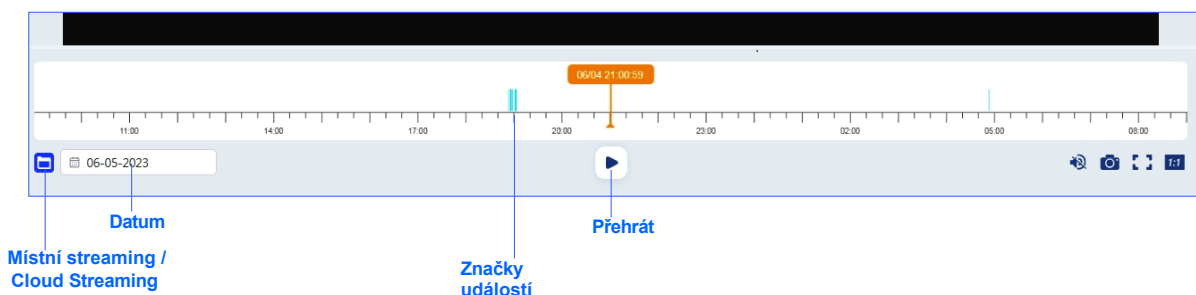 06/04 21:00:59
11:00 14:00 17:00 20:00 23:00 02:00 05:00 08:00
06-05-2023
1:1
Datum
Přehrát
Místní streaming /
Cloud Streaming
Značky
událostí